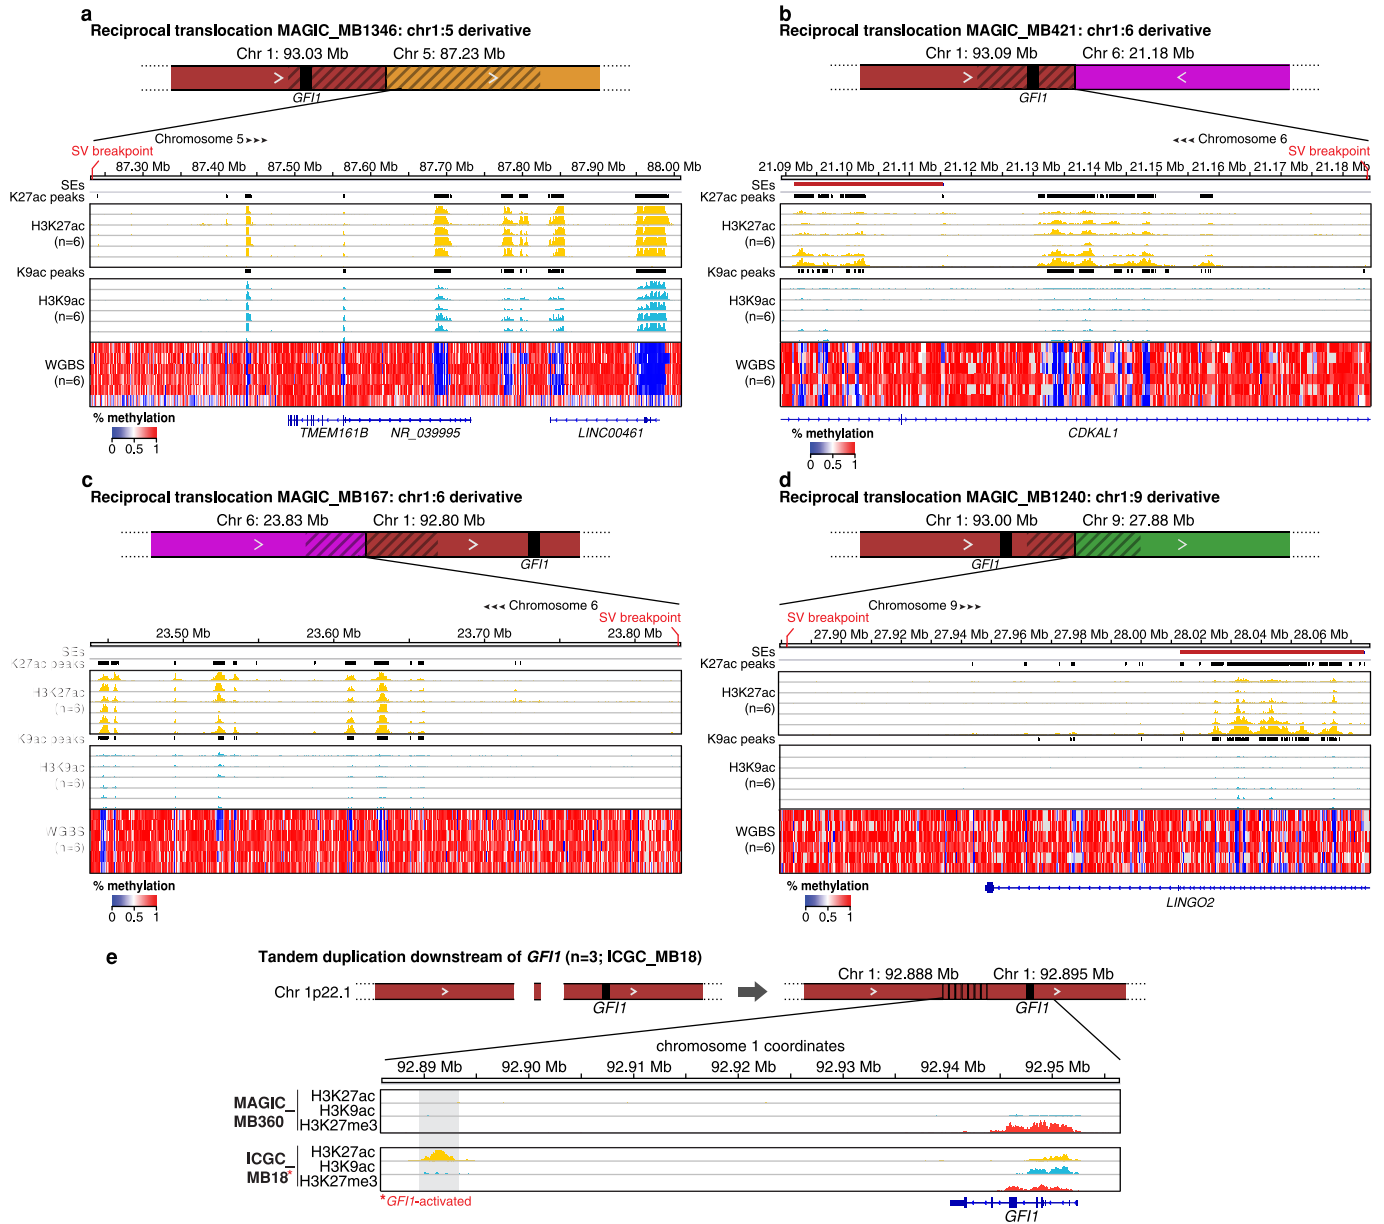 a
Reciprocal translocation MAGIC_MB1346: chr1:5 derivative
Chr 1: 93.03 Mb
Chr 5: 87.23 Mb
GFI1
Chromosome 5
SV breakpoint
87.30 Mb 87.40 Mb 87.50 Mb 87.60 Mb 87.70 Mb 87.80 Mb 87.90 Mb 88.00 Mb
SEs
K27ac peaks
H3K27ac
(n=6)
K9ac peaks
H3K9ac
(n=6)
WGBS
(n=6)
% methylation
0 0.5 1
TMEM161B NR_039995 LINC00461
b
Reciprocal translocation MAGIC_MB421: chr1:6 derivative
Chr 1: 93.09 Mb
Chr 6: 21.18 Mb
GFI1
Chromosome 6
SV breakpoint
21.09 Mb 21.10 Mb 21.11 Mb 21.12 Mb 21.13 Mb 21.14 Mb 21.15 Mb 21.16 Mb 21.17 Mb 21.18 Mb
SEs
K27ac peaks
H3K27ac
(n=6)
K9ac peaks
H3K9ac
(n=6)
WGBS
(n=6)
% methylation
0 0.5 1
CDKAL1
c
Reciprocal translocation MAGIC_MB167: chr1:6 derivative
Chr 6: 23.83 Mb
Chr 1: 92.80 Mb
GFI1
Chromosome 6
SV breakpoint
23.50 Mb 23.60 Mb 23.70 Mb 23.80 Mb
SEs
K27ac peaks
H3K27ac
(n=6)
K9ac peaks
H3K9ac
(n=6)
WGBS
(n=6)
% methylation
0 0.5 1
d
Reciprocal translocation MAGIC_MB1240: chr1:9 derivative
Chr 1: 93.00 Mb
Chr 9: 27.88 Mb
GFI1
Chromosome 9
SV breakpoint
27.90 Mb 27.92 Mb 27.94 Mb 27.96 Mb 27.98 Mb 28.00 Mb 28.02 Mb 28.04 Mb 28.06 Mb
SEs
K27ac peaks
H3K27ac
(n=6)
K9ac peaks
H3K9ac
(n=6)
WGBS
(n=6)
% methylation
0 0.5 1
LINGO2
e
Tandem duplication downstream of GFI1 (n=3; ICGC_MB18)
Chr 1p22.1
GFI1
Chr 1: 92.888 Mb
Chr 1: 92.895 Mb
GFI1
chromosome 1 coordinates
92.89 Mb 92.90 Mb 92.91 Mb 92.92 Mb 92.93 Mb 92.94 Mb 92.95 Mb
MAGIC_
MB360
H3K27ac
H3K9ac
H3K27me3
ICGC_
MB18*
H3K27ac
H3K9ac
H3K27me3
*GFI1-activated
GFI1